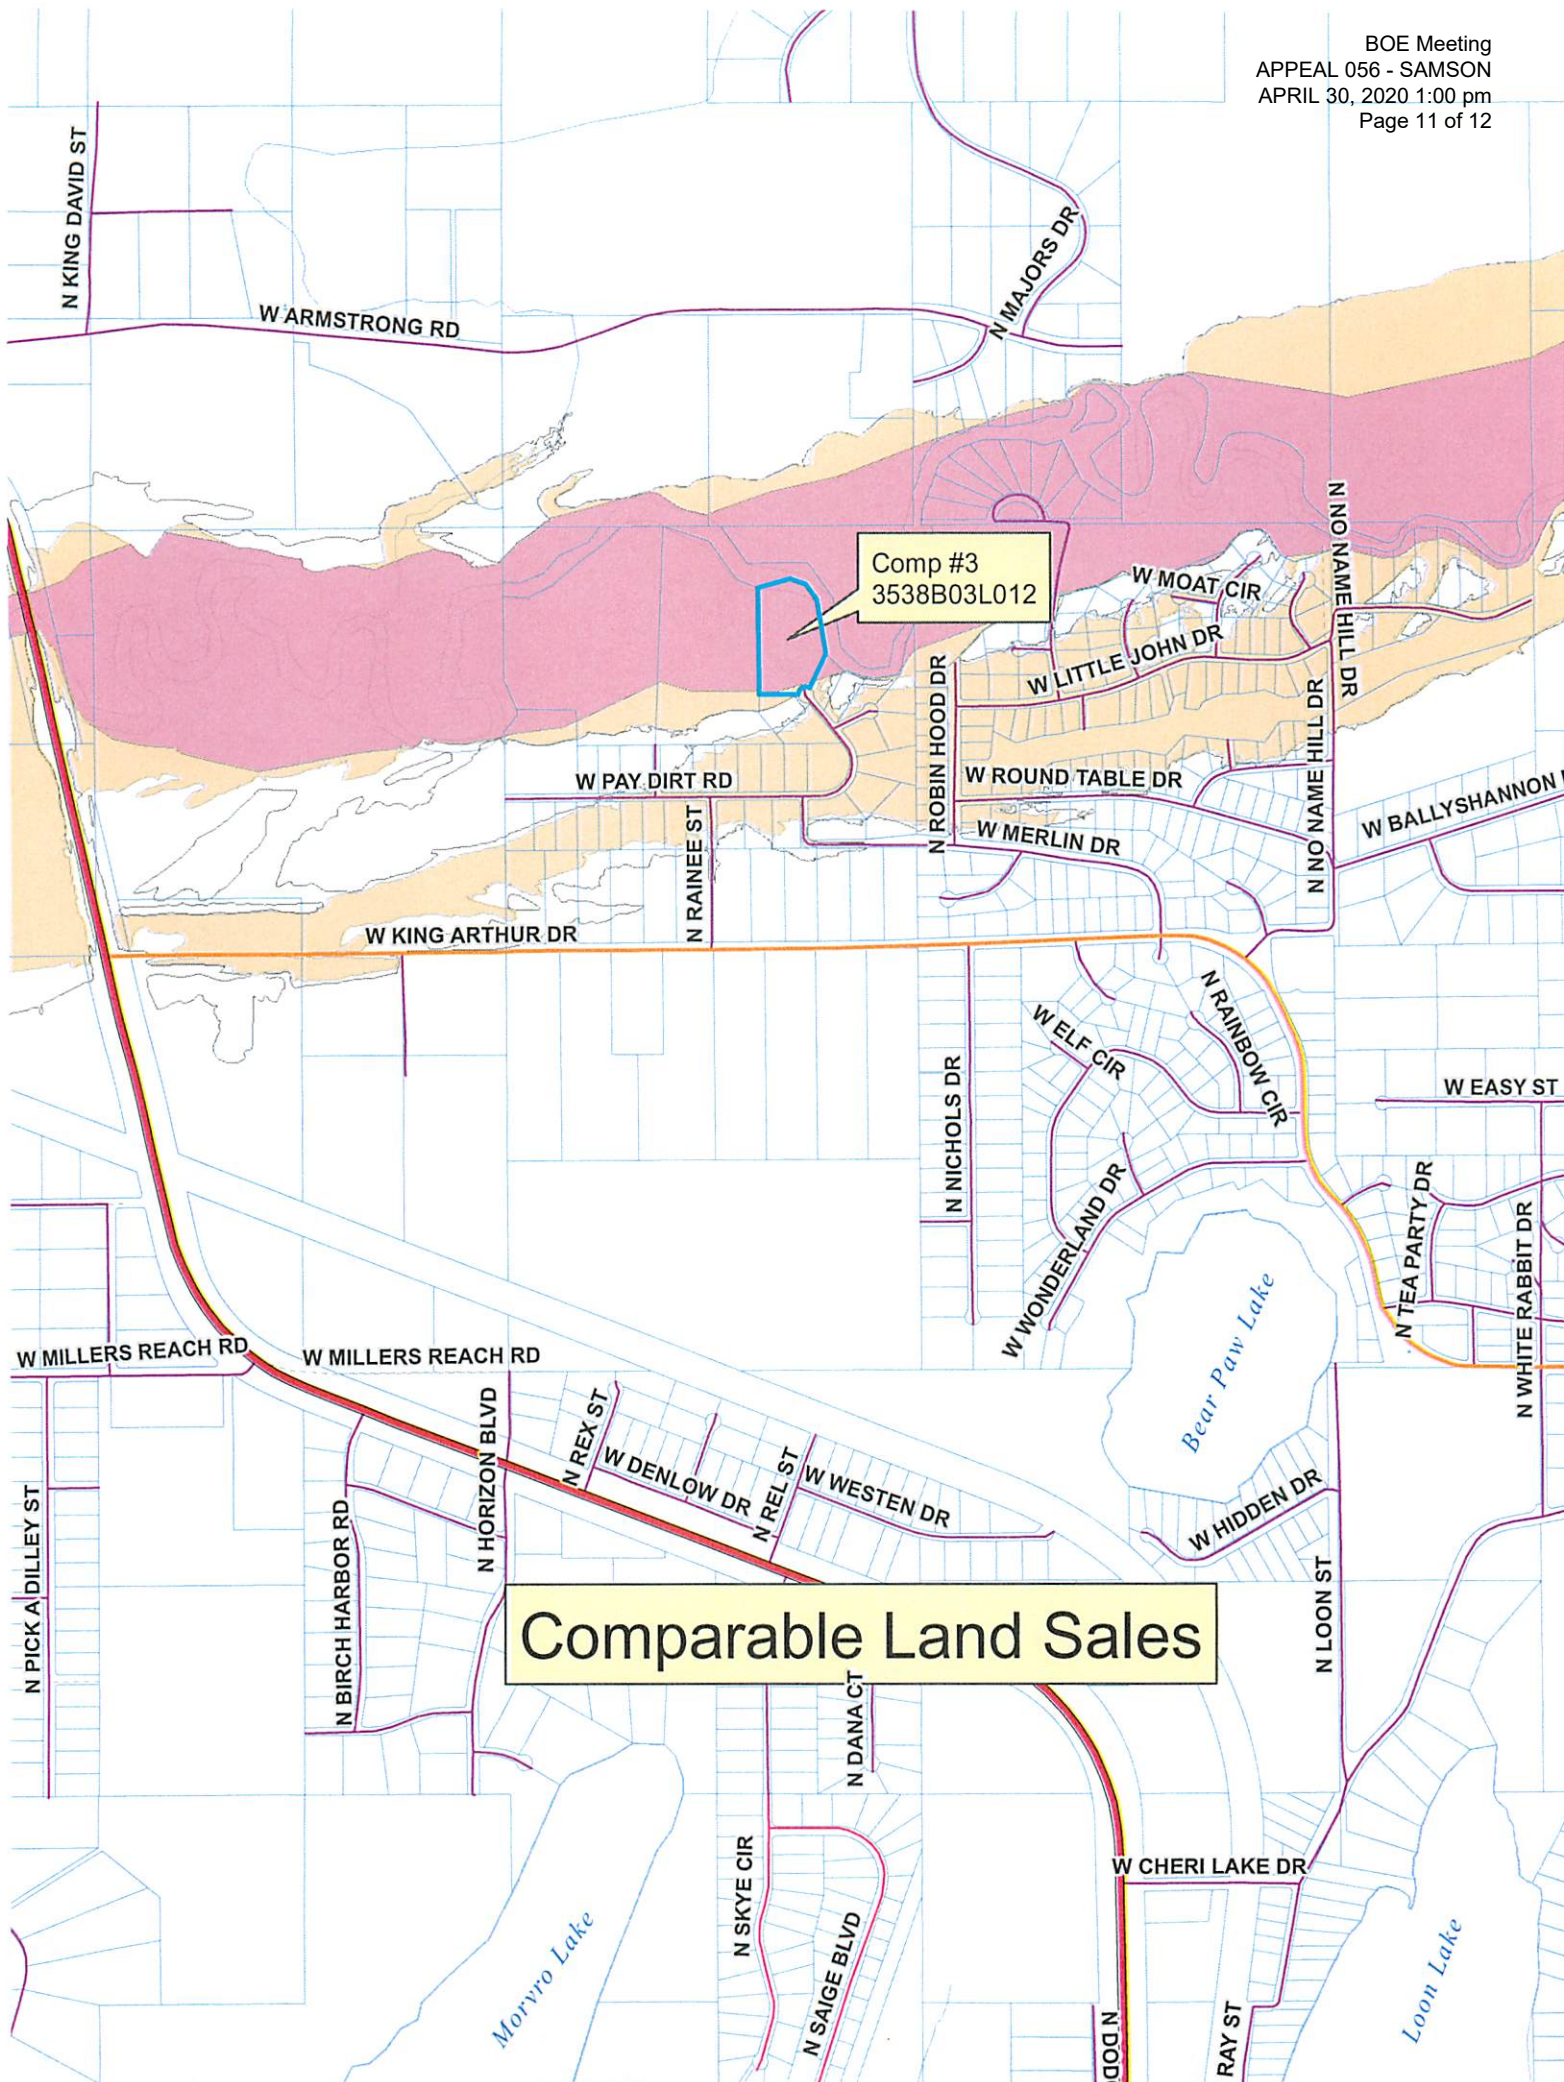 BOE Meeting
APPEAL 056 - SAMSON
APRIL 30, 2020 1:00 pm
Page 11 of 12
N KING DAVID ST
N MAJORS DR
W ARMSTRONG RD
Comp #3
3538B03L012
N NO NAME HILL DR
W MOAT CIR
W LITTLE JOHN DR
N ROBIN HOOD DR
N NO NAME HILL DR
W PAY DIRT RD
W ROUND TABLE DR
W BALLYSHANNON
N RAINEE ST
W MERLIN DR
W KING ARTHUR DR
N RAINBOW CIR
W ELF CIR
N NICHOLS DR
W EASY ST
W WONDERLAND DR
N TEA PARTY DR
N WHITE RABBIT DR
Bear Paw Lake
W MILLERS REACH RD
W MILLERS REACH RD
N HORIZON BLVD
N REX ST
W DENLOW DR
N REL ST
W WESTEN DR
W HIDDEN DR
N PICK A DILLEY ST
N BIRCH HARBOR RD
N LOON ST
Comparable Land Sales
N DANA CT
N SKYE CIR
W CHERI LAKE DR
N SAIGE BLVD
Morvro Lake
Loon Lake
N DOD
RAY ST